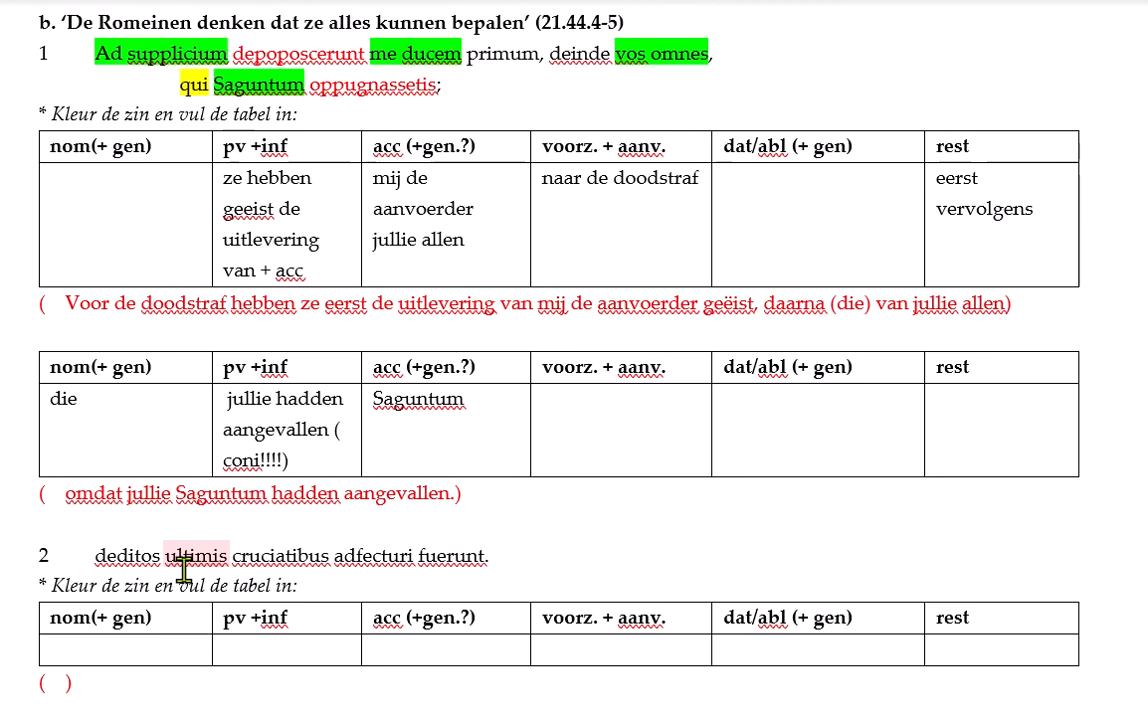 b. ‘De Romeinen denken dat ze alles kunnen bepalen’ (21.44.4-5)
1 Ad supplicium depoposcerunt me ducem primum, deinde vos omnes,
qui Saguntum oppugnassetis;
* Kleur de zin en vul de tabel in:
nom(+ gen) pv +inf acc (+gen.?) voorz. + aanv. dat/abl (+ gen) rest
ze hebben mij de naar de doodstraf eerst
geeist de aanvoerder vervolgens
uitlevering jullie allen
van + acc
( Voor de doodstraf hebben ze eerst de uitlevering van mij de aanvoerder geëist, daarna (die) van jullie allen)
nom(+ gen) pv +inf acc (+gen.?) voorz. + aanv. dat/abl (+ gen) rest
die jullie hadden Saguntum
aangevallen (
coni!!!!)
( omdat jullie Saguntum hadden aangevallen.)
2 deditos ultimis cruciatibus adfecturi fuerunt.
* Kleur de zin en vul de tabel in:
nom(+ gen) pv +inf acc (+gen.?) voorz. + aanv. dat/abl (+ gen) rest
( )